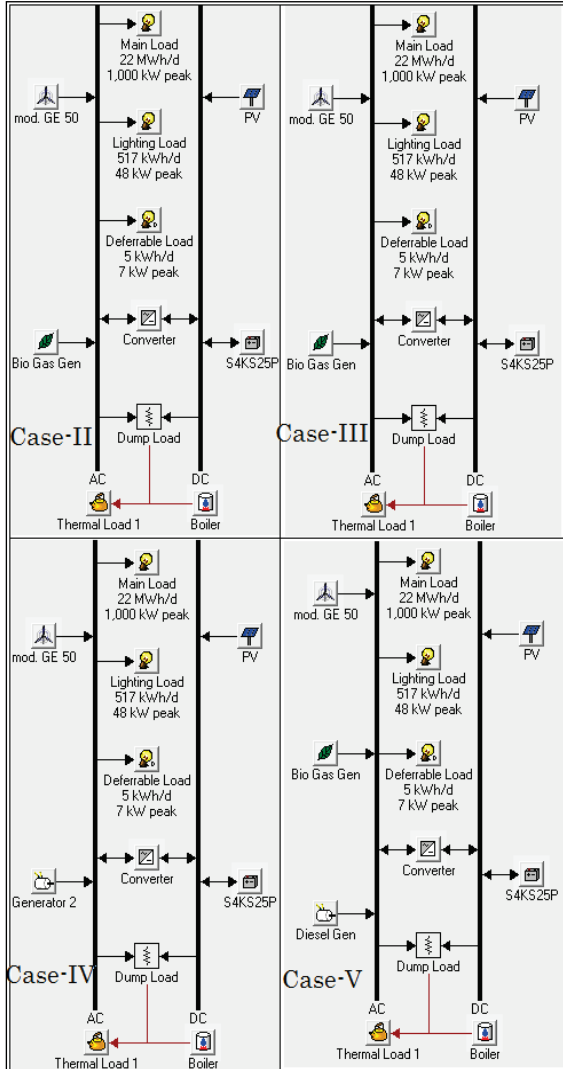 Main Load
22 MWh/d
1,000 kW peak
mod. GE 50
PV
Lighting Load
517 kWh/d
48 kW peak
Deferrable Load
5 kWh/d
7 kW peak
Converter
Bio Gas Gen
S4KS25P
Case-II
Dump Load
AC
DC
Thermal Load 1
Boiler
Main Load
22 MWh/d
1,000 kW peak
mod. GE 50
PV
Lighting Load
517 kWh/d
48 kW peak
Deferrable Load
5 kWh/d
7 kW peak
Converter
Bio Gas Gen
S4KS25P
Case-III
Dump Load
AC
DC
Thermal Load 1
Boiler
Main Load
22 MWh/d
1,000 kW peak
mod. GE 50
PV
Lighting Load
517 kWh/d
48 kW peak
Deferrable Load
5 kWh/d
7 kW peak
Converter
Generator 2
S4KS25P
Case-IV
Dump Load
AC
DC
Thermal Load 1
Boiler
Main Load
22 MWh/d
1,000 kW peak
mod. GE 50
PV
Lighting Load
517 kWh/d
48 kW peak
Bio Gas Gen
Deferrable Load
5 kWh/d
7 kW peak
Converter
S4KS25P
Diesel Gen
Dump Load
Case-V
AC
DC
Thermal Load 1
Boiler